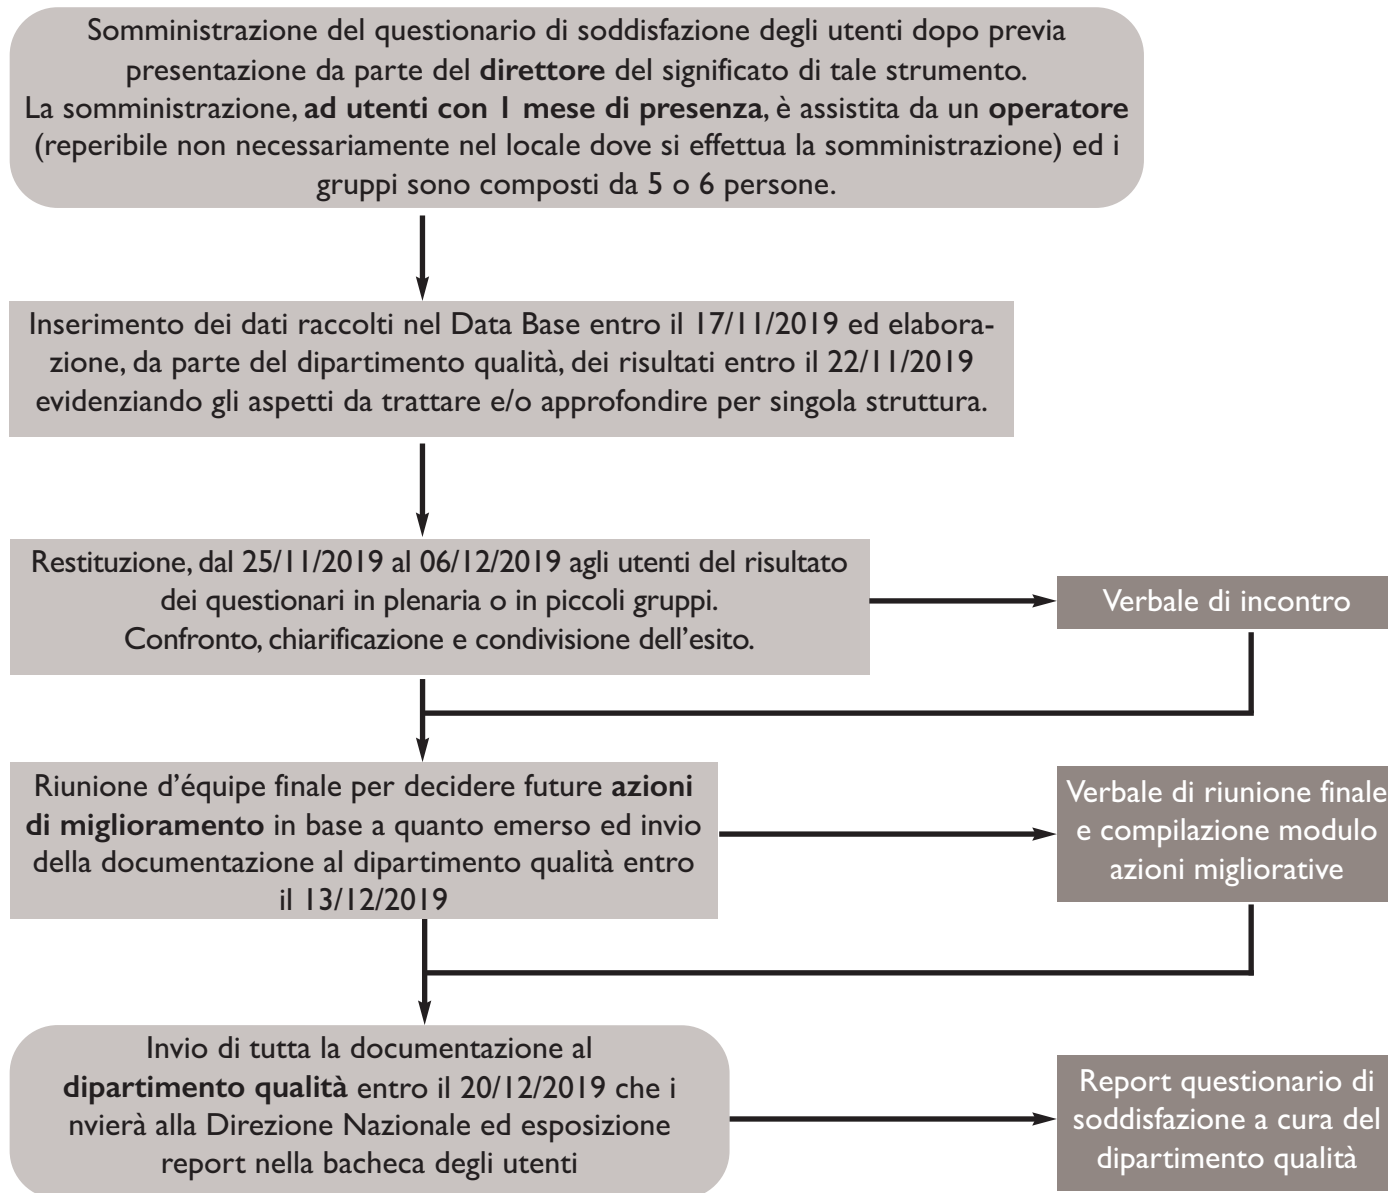 Somministrazione del questionario di soddisfazione degli utenti dopo previa
presentazione da parte del direttore del significato di tale strumento.
La somministrazione, ad utenti con 1 mese di presenza, è assistita da un operatore
(reperibile non necessariamente nel locale dove si effettua la somministrazione) ed i
gruppi sono composti da 5 o 6 persone.
Inserimento dei dati raccolti nel Data Base entro il 17/11/2019 ed elabora-
zione, da parte del dipartimento qualità, dei risultati entro il 22/11/2019
evidenziando gli aspetti da trattare e/o approfondire per singola struttura.
Restituzione, dal 25/11/2019 al 06/12/2019 agli utenti del risultato
dei questionari in plenaria o in piccoli gruppi.
Confronto, chiarificazione e condivisione dell'esito.
Verbale di incontro
Riunione d'équipe finale per decidere future azioni
di miglioramento in base a quanto emerso ed invio
della documentazione al dipartimento qualità entro
il 13/12/2019
Verbale di riunione finale
e compilazione modulo
azioni migliorative
Invio di tutta la documentazione al
dipartimento qualità entro il 20/12/2019 che i
nvierà alla Direzione Nazionale ed esposizione
report nella bacheca degli utenti
Report questionario di
soddisfazione a cura del
dipartimento qualità